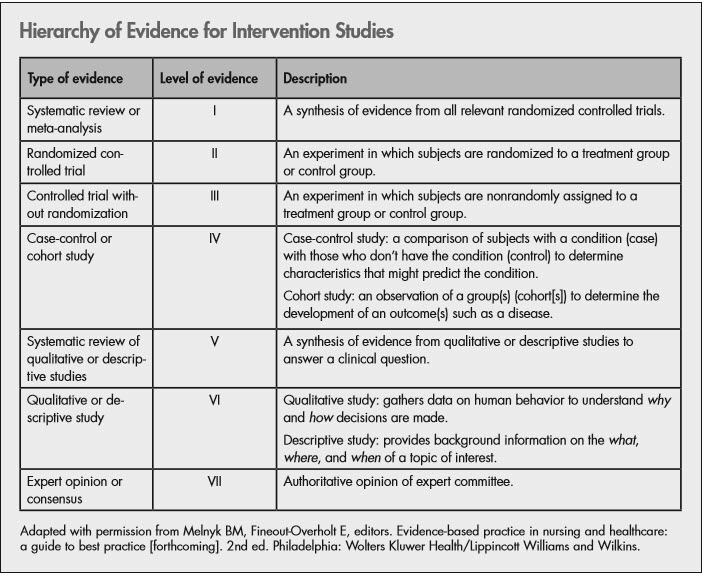 Hierarchy of Evidence for Intervention Studies
Type of evidence Level of evidence Description
Systematic review or I A synthesis of evidence from all relevant randomized controlled trials.
meta-analysis
Randomized con- II An experiment in which subjects are randomized to a treatment group
trolled trial or control group.
Controlled trial with- III An experiment in which subjects are nonrandomly assigned to a
out randomization treatment group or control group.
Case-control or IV Case-control study: a comparison of subjects with a condition (case)
cohort study with those who don't have the condition (control) to determine
characteristics that might predict the condition.
Cohort study: an observation of a group(s) (cohort[s]) to determine the
development of an outcome(s) such as a disease.
Systematic review of V A synthesis of evidence from qualitative or descriptive studies to
qualitative or descrip- answer a clinical question.
tive studies
Qualitative or de- VI Qualitative study: gathers data on human behavior to understand why
scriptive study and how decisions are made.
Descriptive study: provides background information on the what,
where, and when of a topic of interest.
Expert opinion or VII Authoritative opinion of expert committee.
consensus
Adapted with permission from Melnyk BM, Fineout-Overholt E, editors. Evidence-based practice in nursing and healthcare:
a guide to best practice [forthcoming]. 2nd ed. Philadelphia: Wolters Kluwer Health/Lippincott Williams and Wilkins.